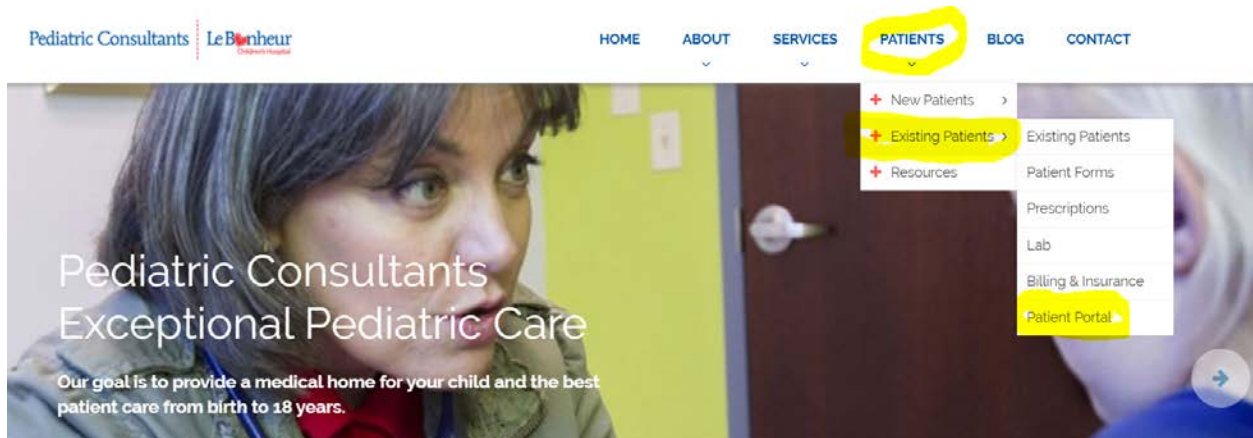 Pediatric Consultants Le Bonheur
Children's Hospital
HOME ABOUT SERVICES PATIENTS BLOG CONTACT
New Patients
Existing Patients
Resources
Existing Patients
Patient Forms
Prescriptions
Lab
Billing & Insurance
Patient Portal
Pediatric Consultants
Exceptional Pediatric Care
Our goal is to provide a medical home for your child and the best
patient care from birth to 18 years.